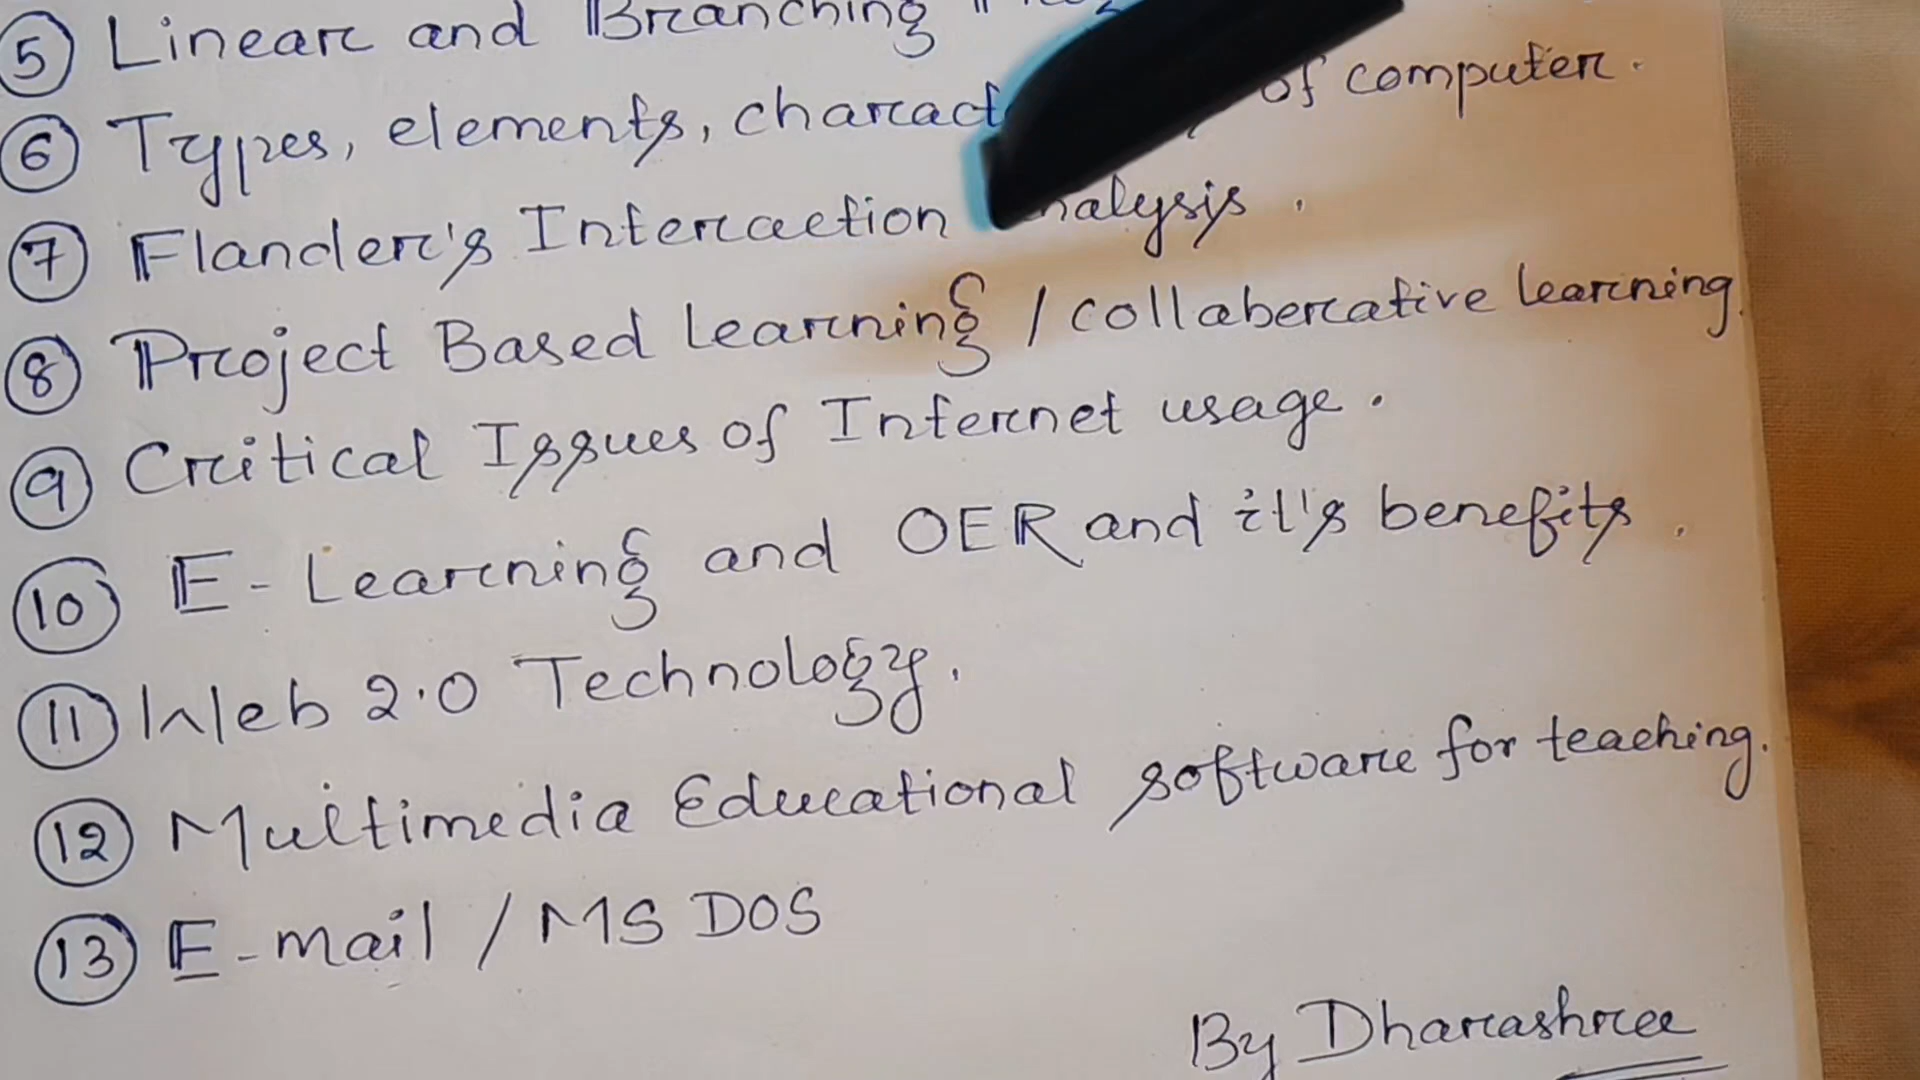 ⑤ Linear and Branching
⑥ Types, elements, of computer.
⑦ Flander's Interaction
⑧ Project Based Learning / collaberative learning.
⑨ Critical Issues of Internet usage.
⑩ E-Learning and OER and it's benefits.
⑪ Web 2.0 Technology.
⑫ Multimedia Educational software for teaching.
⑬ E-mail / MS DOS
By Dharashree